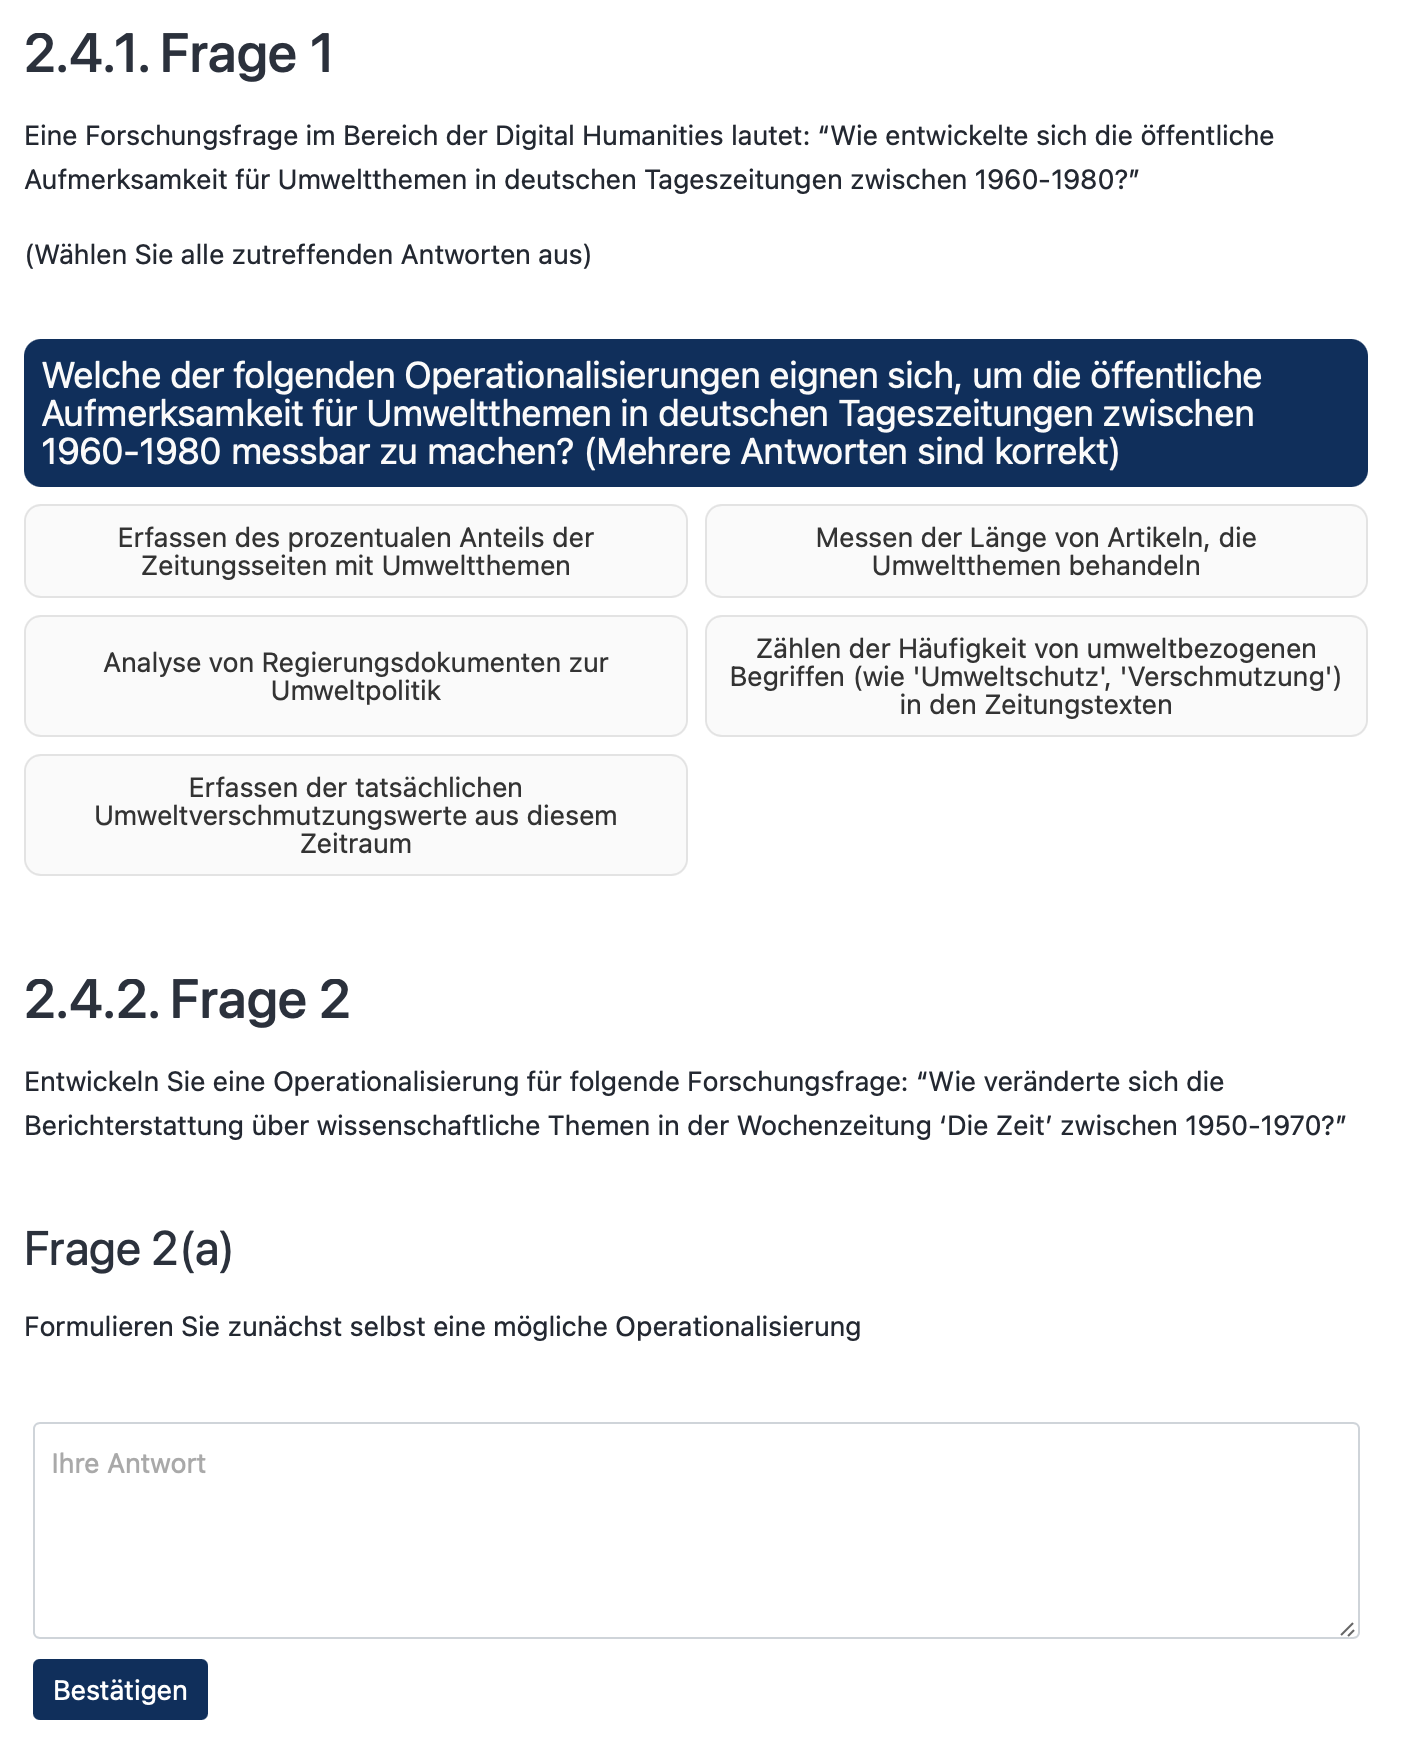 2.4.1. Frage 1
Eine Forschungsfrage im Bereich der Digital Humanities lautet: “Wie entwickelte sich die öffentliche
Aufmerksamkeit für Umweltthemen in deutschen Tageszeitungen zwischen 1960-1980?”
(Wählen Sie alle zutreffenden Antworten aus)
Welche der folgenden Operationalisierungen eignen sich, um die öffentliche
Aufmerksamkeit für Umweltthemen in deutschen Tageszeitungen zwischen
1960-1980 messbar zu machen? (Mehrere Antworten sind korrekt)
Erfassen des prozentualen Anteils der
Zeitungsseiten mit Umweltthemen
Messen der Länge von Artikeln, die
Umweltthemen behandeln
Analyse von Regierungsdokumenten zur
Umweltpolitik
Zählen der Häufigkeit von umweltbezogenen
Begriffen (wie 'Umweltschutz', 'Verschmutzung')
in den Zeitungstexten
Erfassen der tatsächlichen
Umweltverschmutzungswerte aus diesem
Zeitraum
2.4.2. Frage 2
Entwickeln Sie eine Operationalisierung für folgende Forschungsfrage: “Wie veränderte sich die
Berichterstattung über wissenschaftliche Themen in der Wochenzeitung ‘Die Zeit’ zwischen 1950-1970?”
Frage 2(a)
Formulieren Sie zunächst selbst eine mögliche Operationalisierung
Ihre Antwort
Bestätigen